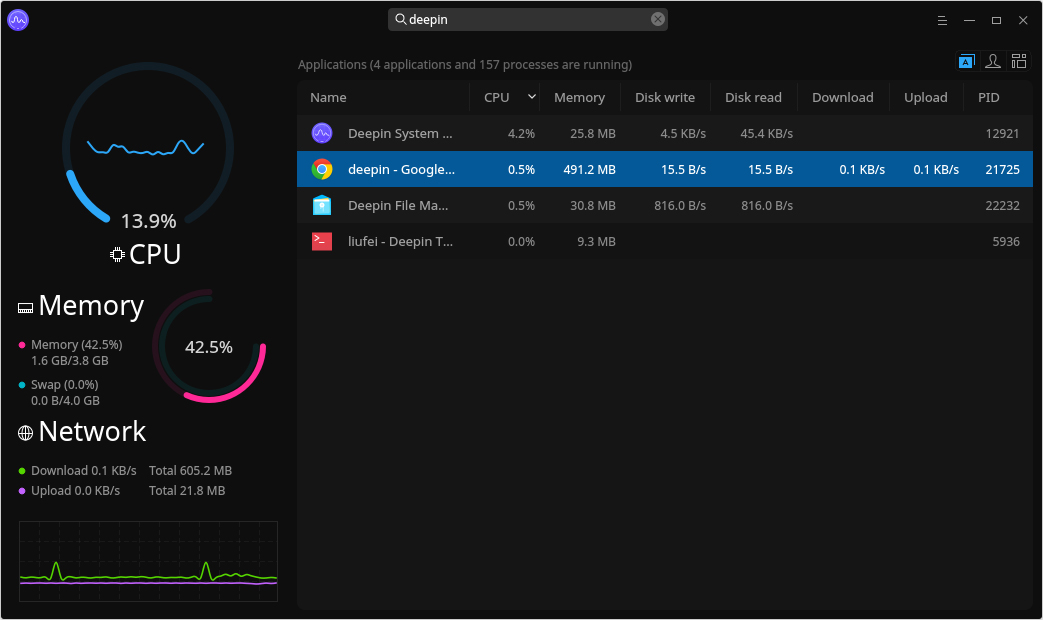 deepin
Applications (4 applications and 157 processes are running)
Name CPU Memory Disk write Disk read Download Upload PID
Deepin System ... 4.2% 25.8 MB 4.5 KB/s 45.4 KB/s 12921
deepin - Google... 0.5% 491.2 MB 15.5 B/s 15.5 B/s 0.1 KB/s 0.1 KB/s 21725
Deepin File Ma... 0.5% 30.8 MB 816.0 B/s 816.0 B/s 22232
liufei - Deepin T... 0.0% 9.3 MB 5936
13.9%
CPU
Memory
Memory (42.5%)
1.6 GB/3.8 GB
42.5%
Swap (0.0%)
0.0 B/4.0 GB
Network
Download 0.1 KB/s Total 605.2 MB
Upload 0.0 KB/s Total 21.8 MB